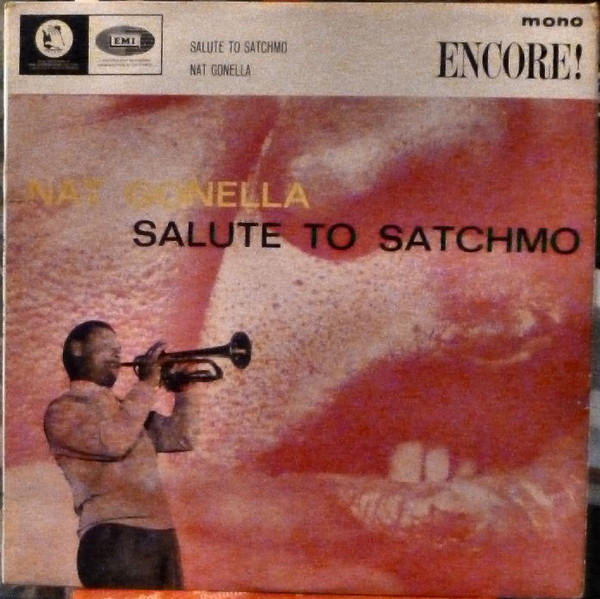 mono
EMI
SALUTE TO SATCHMO
NAT GONELLA
ENCORE!
NAT GONELLA
SALUTE TO SATCHMO